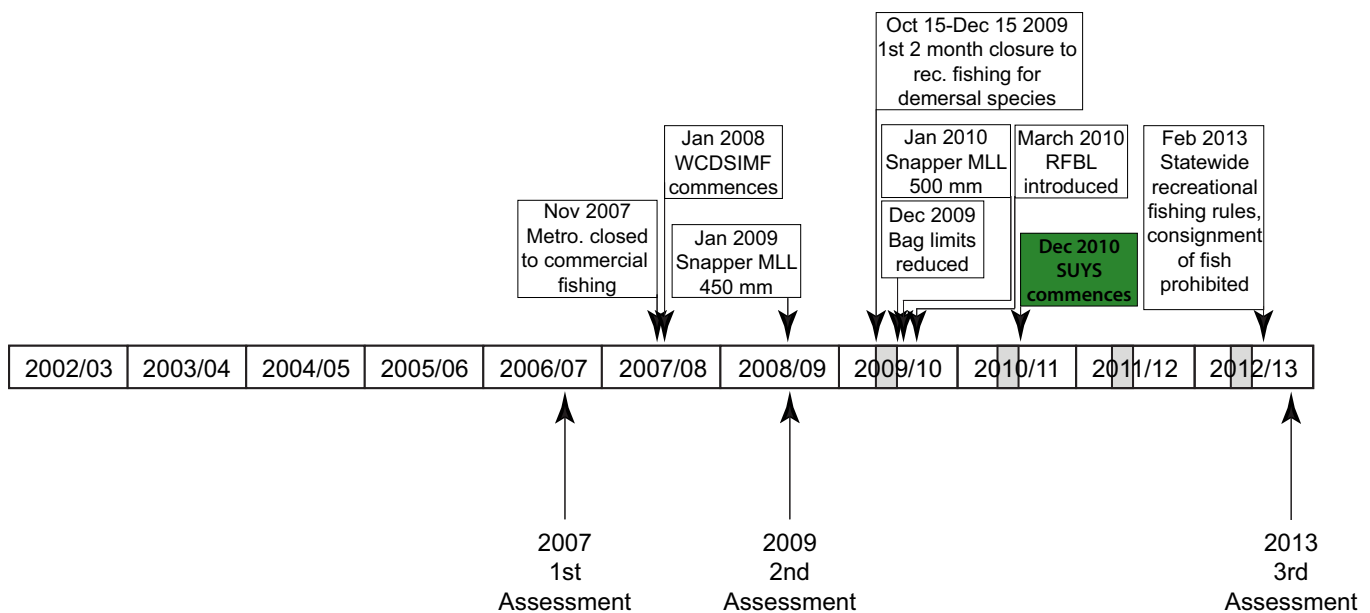 Oct 15-Dec 15 2009
1st 2 month closure to
rec. fishing for
demersal species
Jan 2008
WCDSIMF
commences
Jan 2010
Snapper MLL
500 mm
March 2010
RFBL
introduced
Feb 2013
Statewide
recreational
fishing rules,
consignment
of fish
prohibited
Nov 2007
Metro. closed
to commercial
fishing
Jan 2009
Snapper MLL
450 mm
Dec 2009
Bag limits
reduced
Dec 2010
SUYS
commences
2002/03 2003/04 2004/05 2005/06 2006/07 2007/08 2008/09 2009/10 2010/11 2011/12 2012/13
2007
1st
Assessment
2009
2nd
Assessment
2013
3rd
Assessment